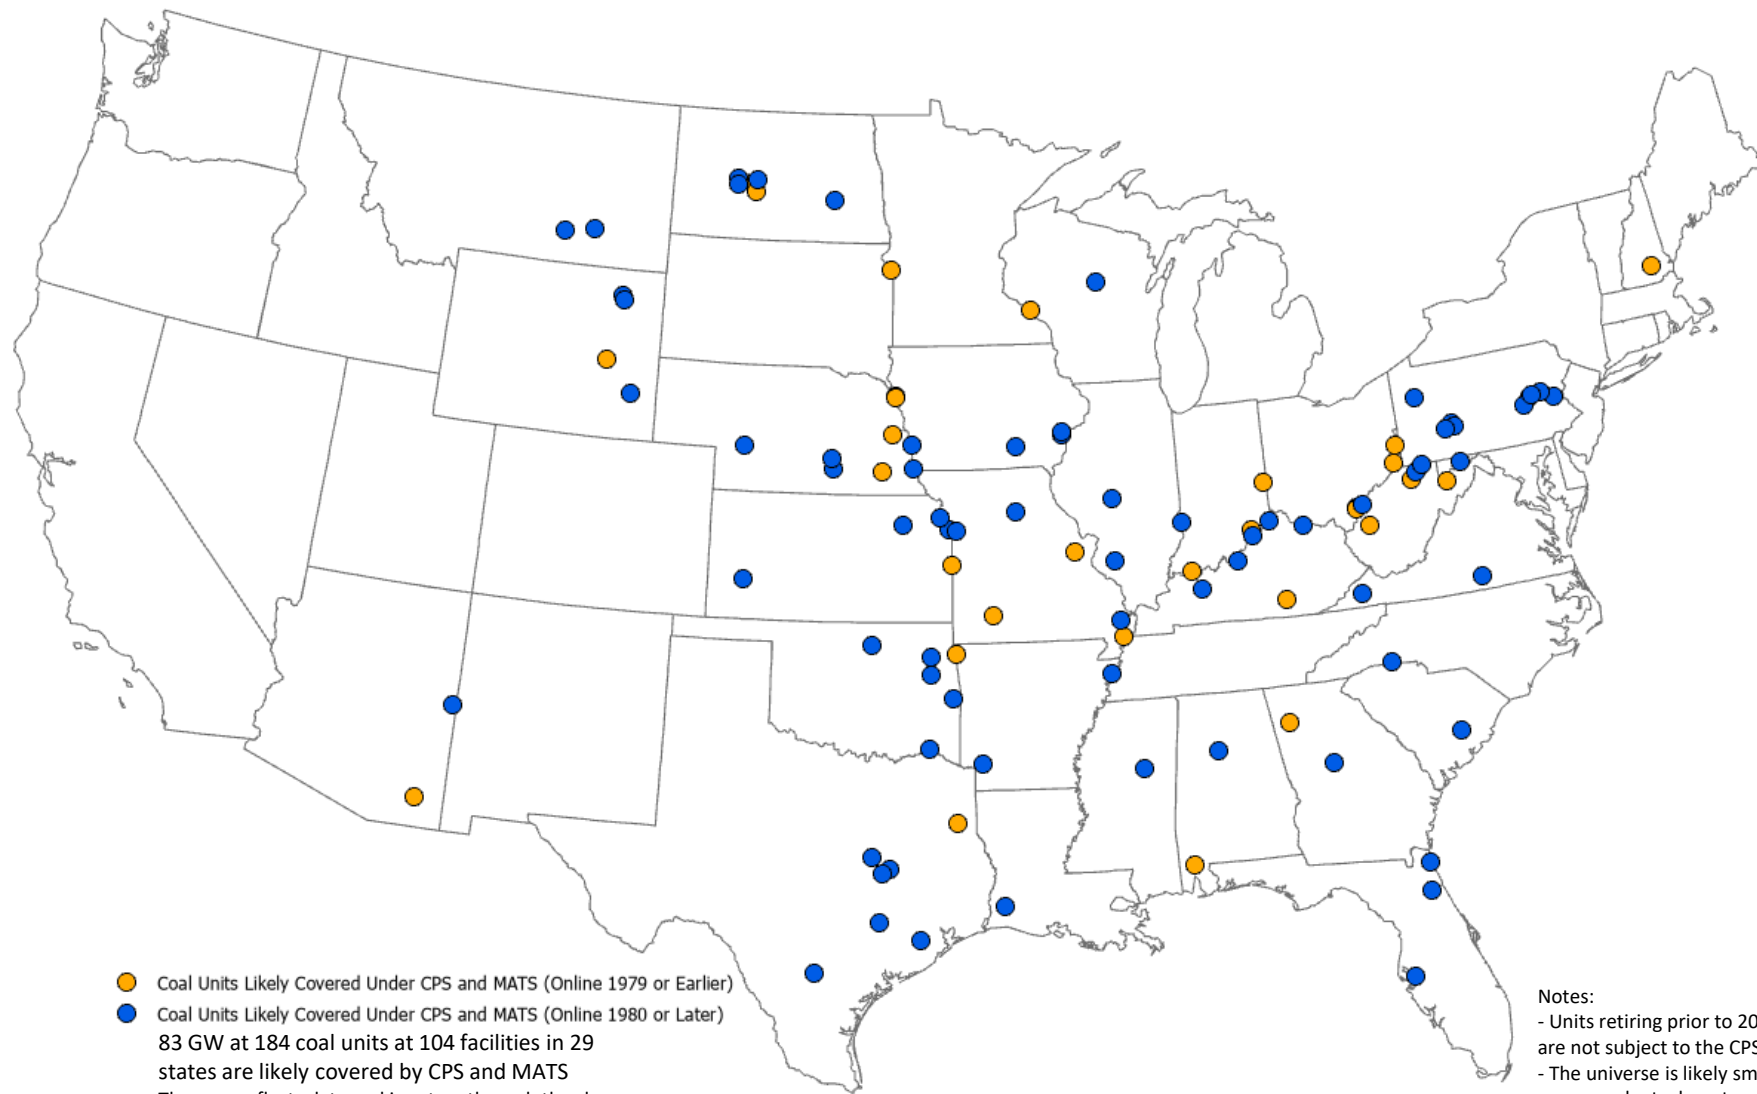 Coal Units Likely Covered Under CPS and MATS (Online 1979 or Earlier)
Coal Units Likely Covered Under CPS and MATS (Online 1980 or Later)
83 GW at 184 coal units at 104 facilities in 29
states are likely covered by CPS and MATS
Notes:
- Units retiring prior to 20
are not subject to the CPS
- The universe is likely sm